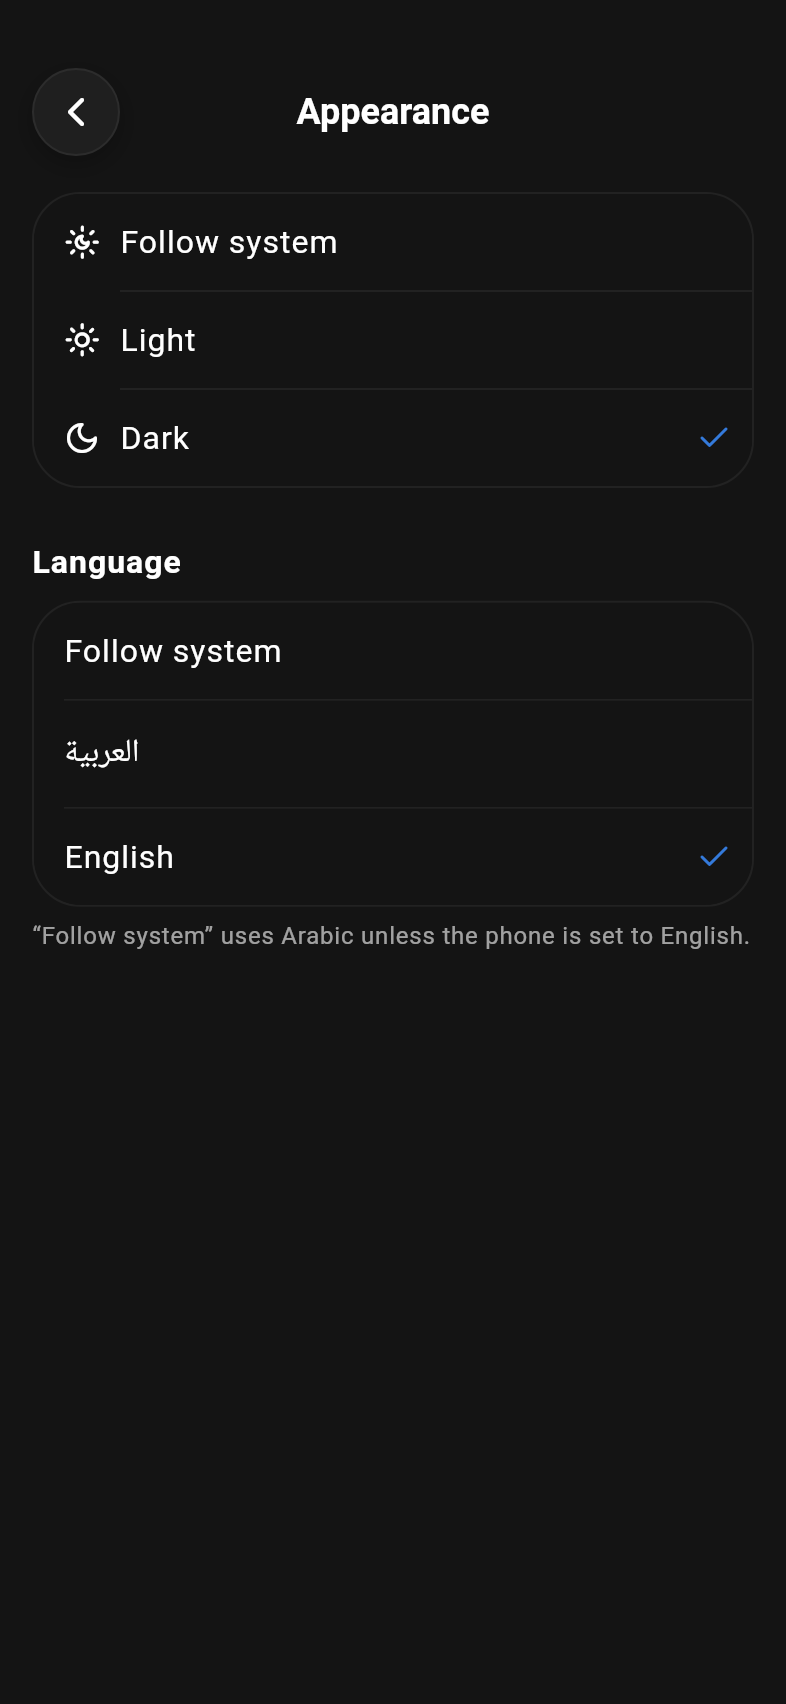 Appearance
Follow system
Light
Dark
Language
Follow system
العربية
English
“Follow system” uses Arabic unless the phone is set to English.